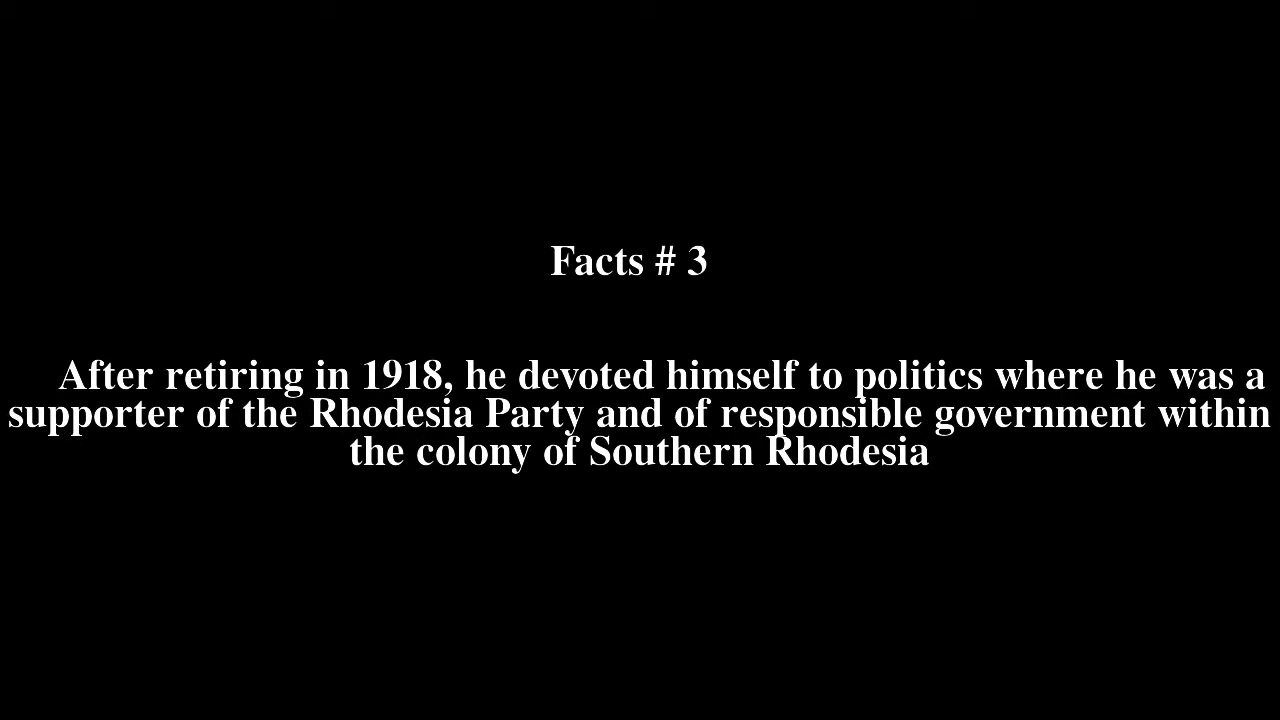 Facts # 3
After retiring in 1918, he devoted himself to politics where he was a
supporter of the Rhodesia Party and of responsible government within
the colony of Southern Rhodesia